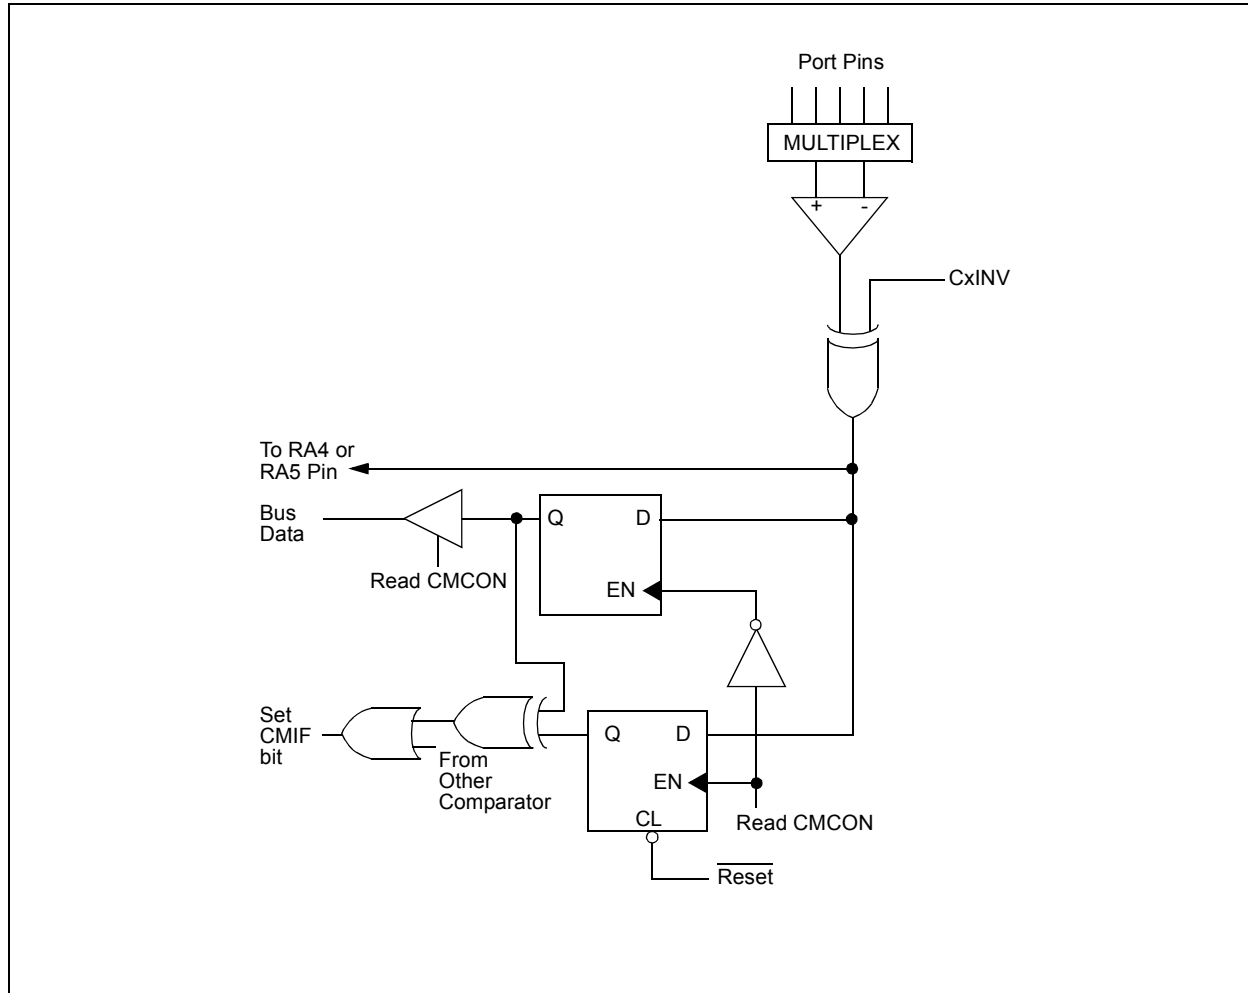 Port Pins
MULTIPLEX
+ -
CxINV
To RA4 or
RA5 Pin
Bus
Data
Q D
EN
Read CMCON
Set
CMIF
bit
From
Other
Comparator
Q D
EN
CL
Read CMCON
Reset